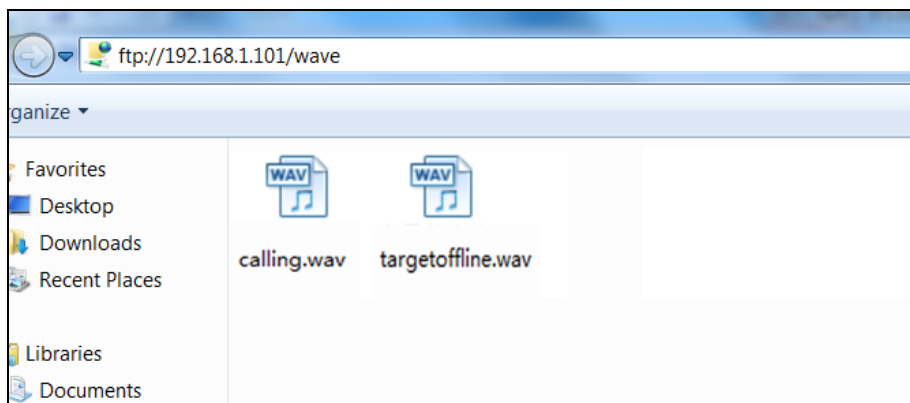 ftp://192.168.1.101/wave
rganize
Favorites
Desktop
Downloads
Recent Places
Libraries
Documents
WAV
WAV
calling.wav
targetoffline.wav